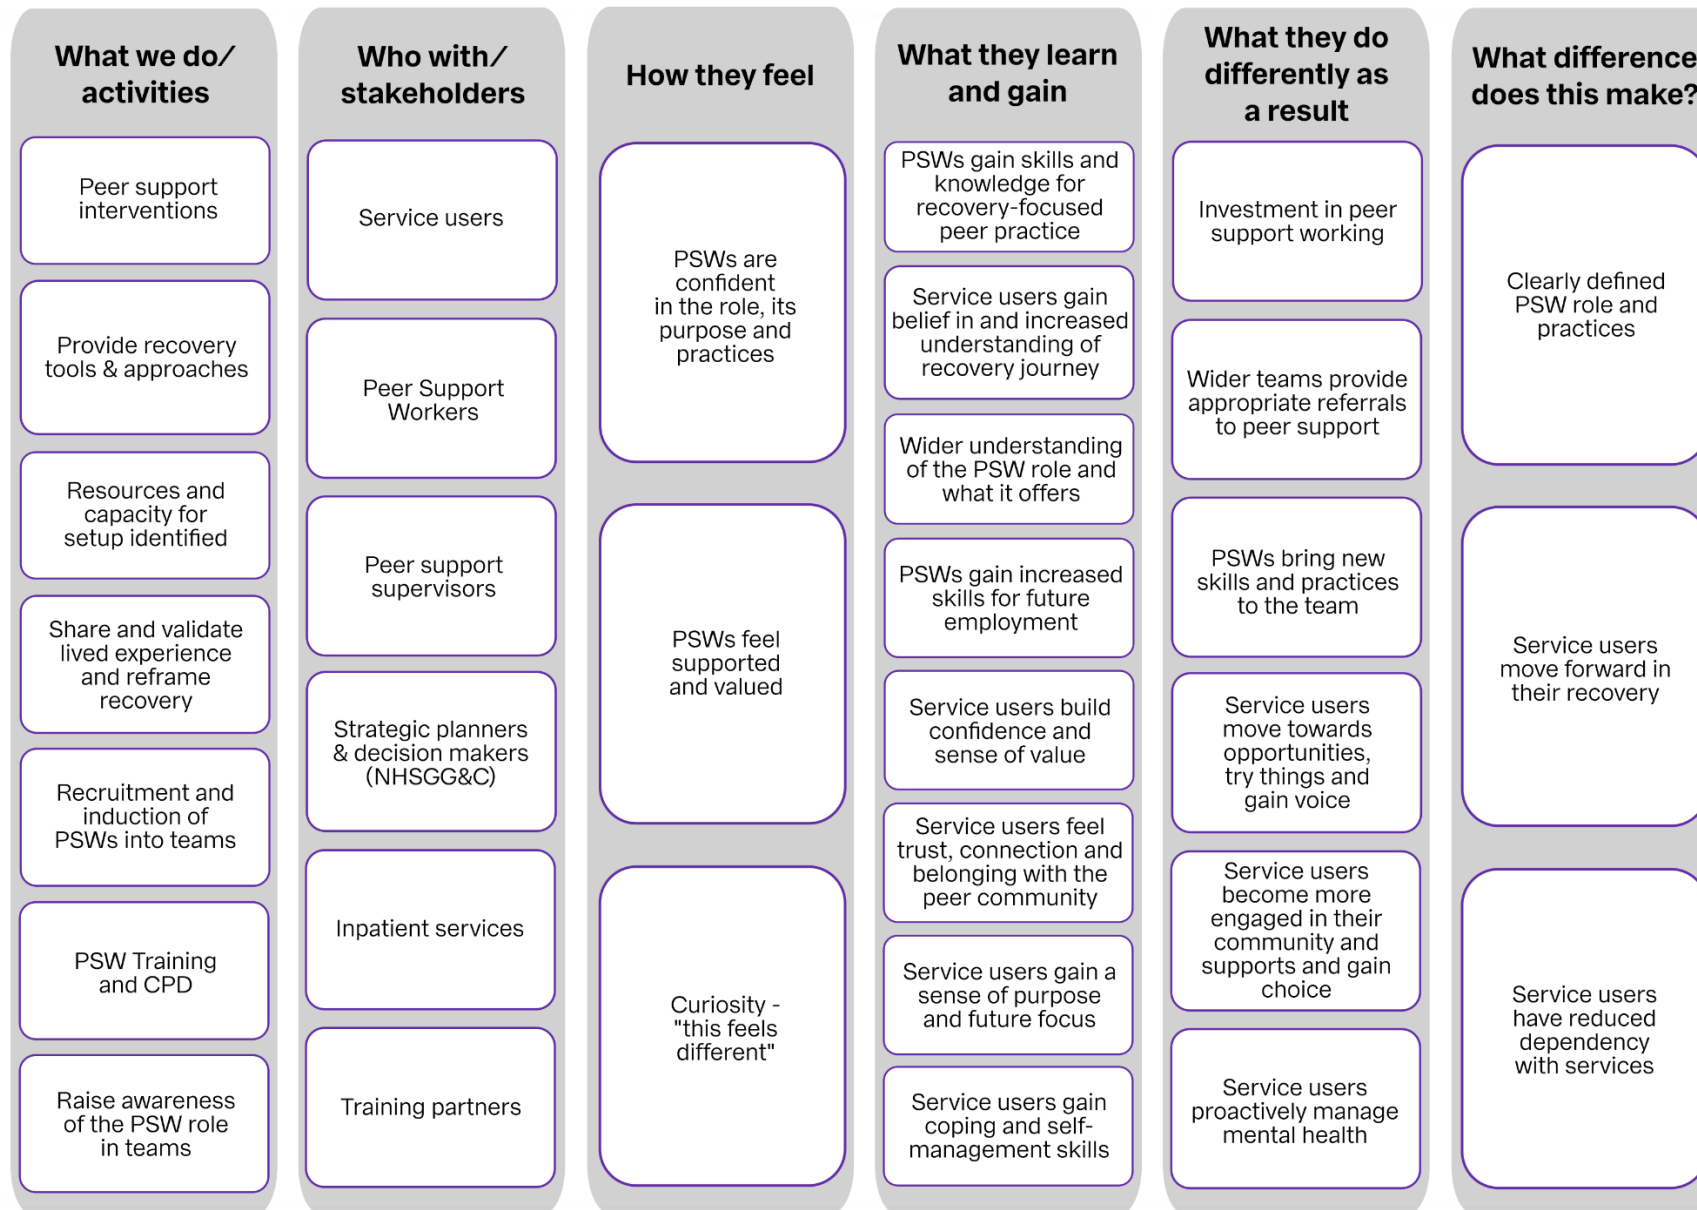 What we do/
activities
Peer support
interventions
Provide recovery
tools & approaches
Resources and
capacity for
setup identified
Share and validate
lived experience
and reframe
recovery
Recruitment and
induction of
PSWs into teams
PSW Training
and CPD
Raise awareness
of the PSW role
in teams
Who with/
stakeholders
Service users
Peer Support
Workers
Peer support
supervisors
Strategic planners
& decision makers
(NHSGG&C)
Inpatient services
Training partners
How they feel
PSWs are
confident
in the role, its
purpose and
practices
PSWs feel
supported
and valued
Curiosity -
"this feels
different"
What they learn
and gain
PSWs gain skills and
knowledge for
recovery-focused
peer practice
Service users gain
belief in and increased
understanding of
recovery journey
Wider understanding
of the PSW role and
what it offers
PSWs gain increased
skills for future
employment
Service users build
confidence and
sense of value
Service users feel
trust, connection and
belonging with the
peer community
Service users gain a
sense of purpose
and future focus
Service users gain
coping and self-
management skills
What they do
differently as
a result
Investment in peer
support working
Wider teams provide
appropriate referrals
to peer support
PSWs bring new
skills and practices
to the team
Service users
move towards
opportunities,
try things and
gain voice
Service users
become more
engaged in their
community and
supports and gain
choice
Service users
proactively manage
mental health
What difference
does this make?
Clearly defined
PSW role and
practices
Service users
move forward in
their recovery
Service users
have reduced
dependency
with services